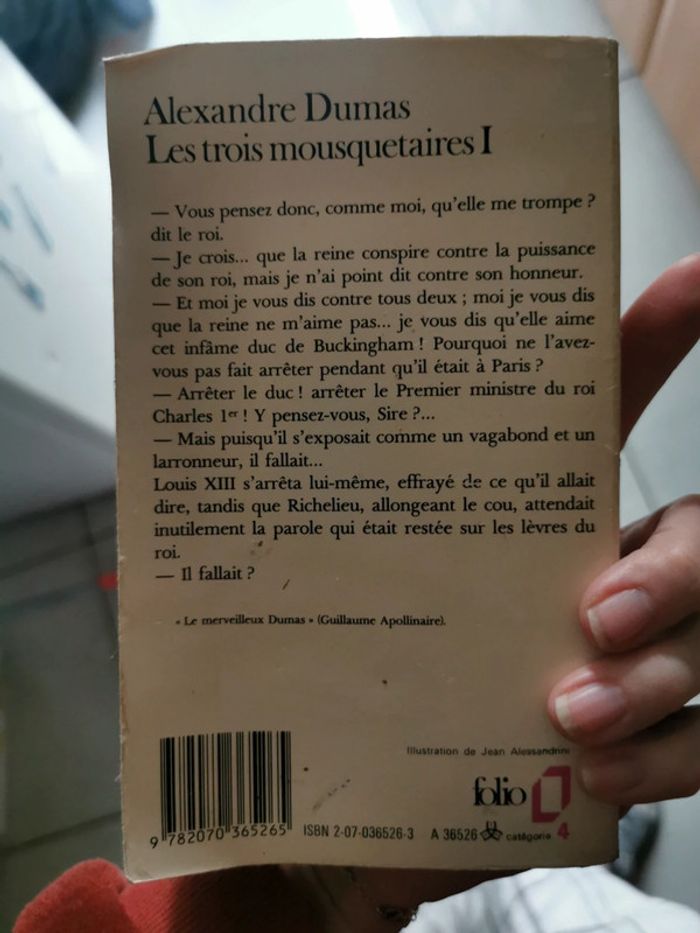 Alexandre Dumas
Les trois mousquetaires I
— Vous pensez donc, comme moi, qu'elle me trompe ?
dit le roi.
— Je crois... que la reine conspire contre la puissance
de son roi, mais je n'ai point dit contre son honneur.
— Et moi je vous dis contre tous deux ; moi je vous dis
que la reine ne m'aime pas... je vous dis qu'elle aime
cet infâme duc de Buckingham ! Pourquoi ne l'avez-
vous pas fait arrêter pendant qu'il était à Paris ?
— Arrêter le duc ! arrêter le Premier ministre du roi
Charles 1er ! Y pensez-vous, Sire ?...
— Mais puisqu'il s'exposait comme un vagabond et un
larronneur, il fallait...
Louis XIII s'arrêta lui-même, effrayé de ce qu'il allait
dire, tandis que Richelieu, allongeant le cou, attendait
inutilement la parole qui était restée sur les lèvres du
roi.
— Il fallait ?
« Le merveilleux Dumas » (Guillaume Apollinaire).
Illustration de Jean Alessandrini
folio
9 782070 365265
ISBN 2-07-036526-3 A 36526 catégorie 4